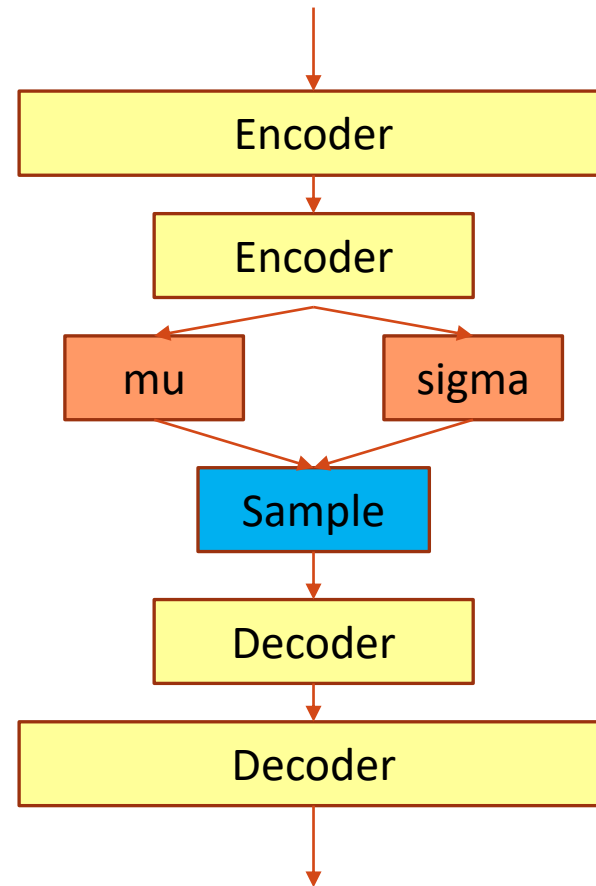 Encoder
Encoder
mu
sigma
Sample
Decoder
Decoder